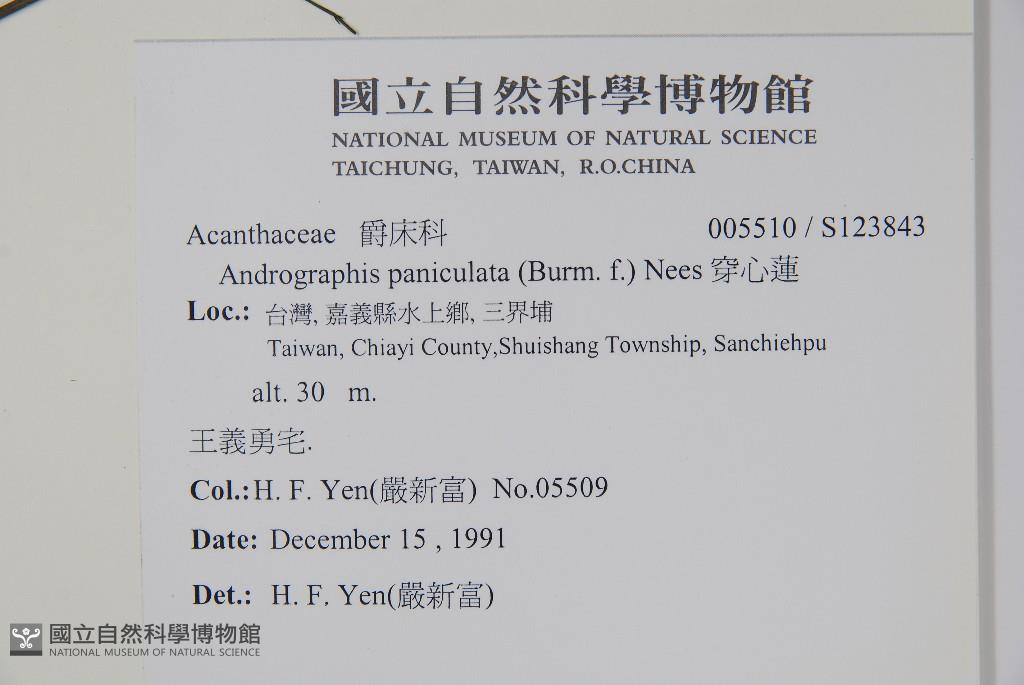 國立自然科學博物館
NATIONAL MUSEUM OF NATURAL SCIENCE
TAICHUNG, TAIWAN, R.O.CHINA
Acanthaceae 爵床科 005510 / S123843
Andrographis paniculata (Burm. f.) Nees 穿心蓮
Loc.: 台灣, 嘉義縣水上鄉, 三界埔
Taiwan, Chiayi County,Shuishang Township, Sanchiehpu
alt. 30 m.
王義勇宅.
Col.:H. F. Yen(嚴新富) No.05509
Date: December 15 , 1991
Det.: H. F. Yen(嚴新富)
國立自然科學博物館
NATIONAL MUSEUM OF NATURAL SCIENCE